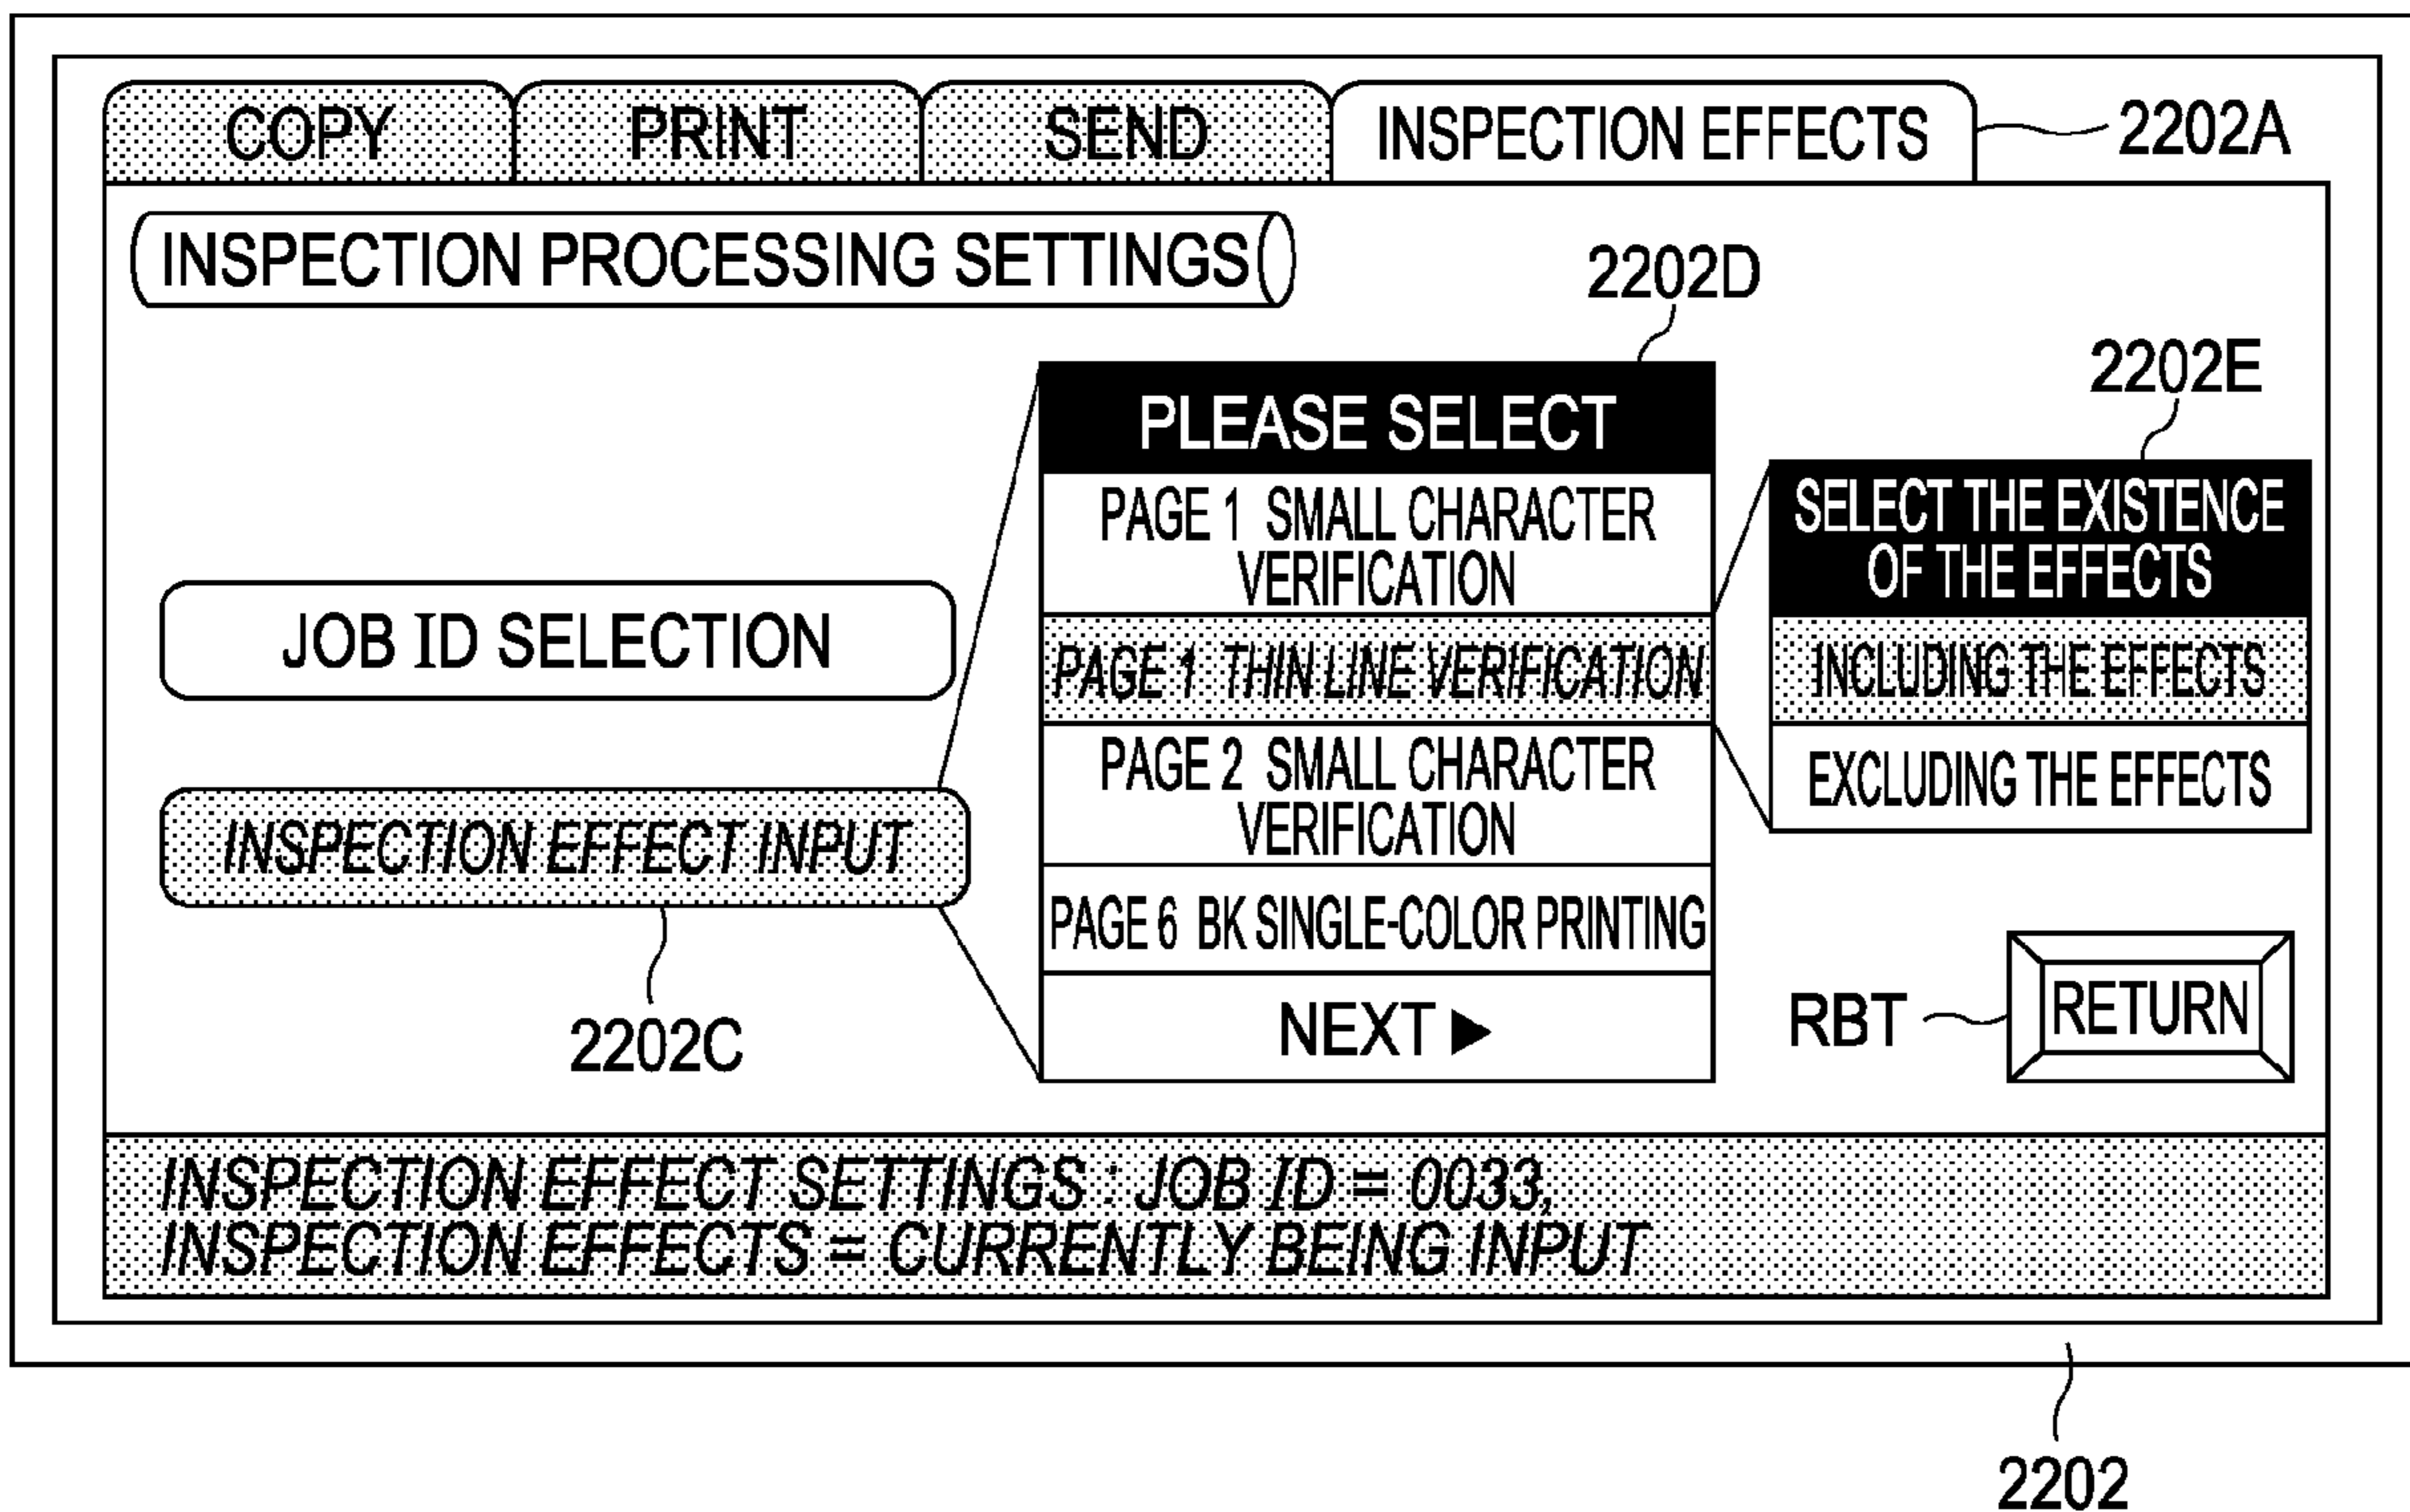 COPY PRINT SEND INSPECTION EFFECTS 2202A
INSPECTION PROCESSING SETTINGS
2202D
2202E
PLEASE SELECT
PAGE 1 SMALL CHARACTER
VERIFICATION
PAGE 1 THIN LINE VERIFICATION
PAGE 2 SMALL CHARACTER
VERIFICATION
PAGE 6 BK SINGLE-COLOR PRINTING
NEXT ▶
SELECT THE EXISTENCE
OF THE EFFECTS
INCLUDING THE EFFECTS
EXCLUDING THE EFFECTS
JOB ID SELECTION
INSPECTION EFFECT INPUT
2202C
RBT RETURN
INSPECTION EFFECT SETTINGS : JOB ID = 0033,
INSPECTION EFFECTS = CURRENTLY BEING INPUT
2202